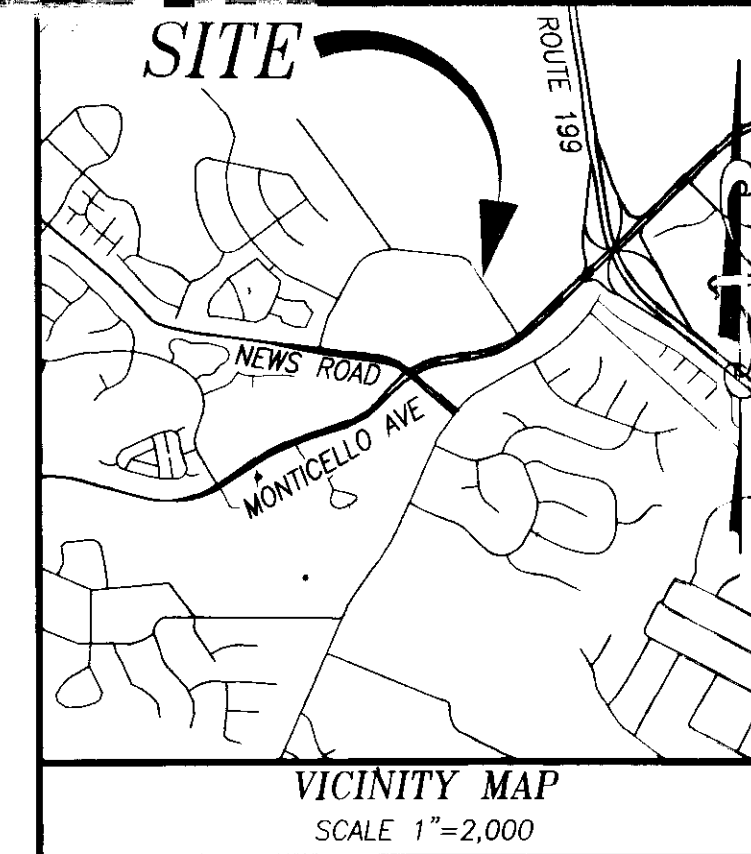 SITE
ROUTE 199
NEWS ROAD
MONTICELLO AVE
VICINITY MAP
SCALE 1"=2,000